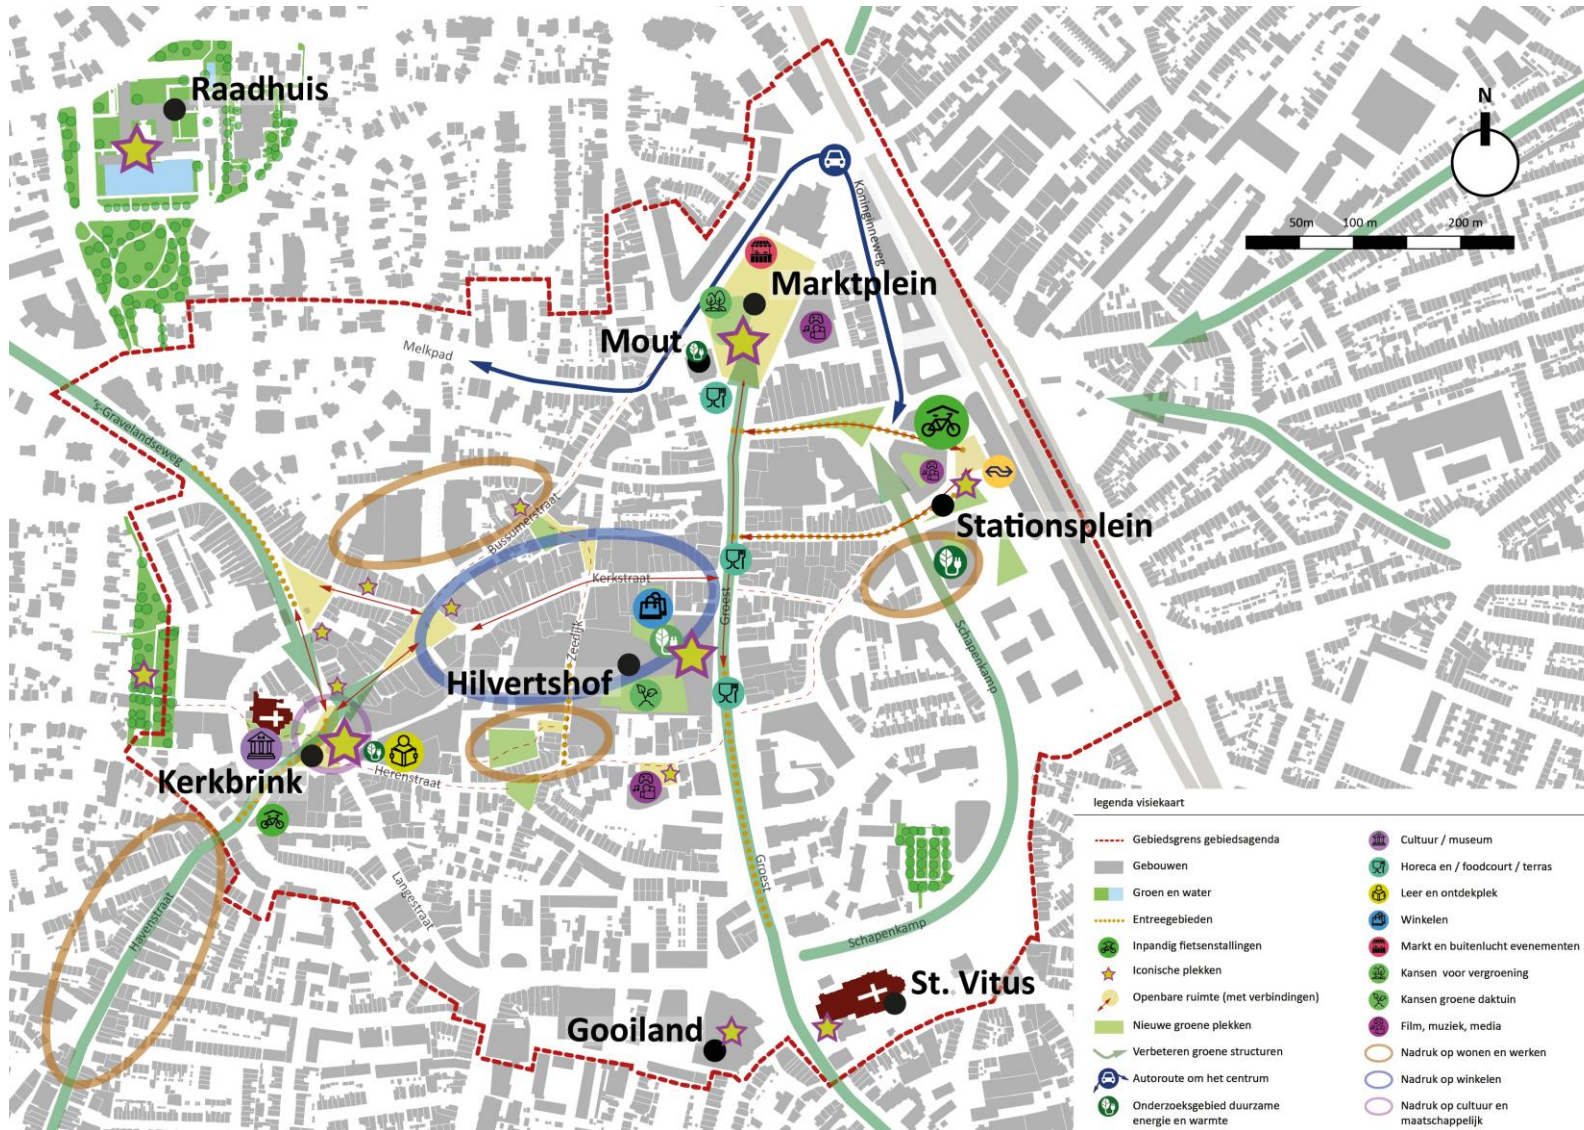 Raadhuis
N
50m 100 m 200 m
Koninginneweg
Marktplein
Mout
Melkpad
's-Gravelandseweg
Bussumerstraat
Stationsplein
Kerkstraat
Groest
Zeedijk
Schapenkamp
Hilvertshof
Kerkbrink
Herenstraat
Langestraat
Havenstraat
Groest
Schapenkamp
St. Vitus
Gooiland
legenda visiekaart
Gebiedsgrens gebiedsagenda
Gebouwen
Groen en water
Entreegebieden
Inpandig fietsenstallingen
Iconische plekken
Openbare ruimte (met verbindingen)
Nieuwe groene plekken
Verbeteren groene structuren
Autoroute om het centrum
Onderzoeksgebied duurzame
energie en warmte
Cultuur / museum
Horeca en / foodcourt / terras
Leer en ontdekplek
Winkelen
Markt en buitenlucht evenementen
Kansen voor vergroening
Kansen groene daktuin
Film, muziek, media
Nadruk op wonen en werken
Nadruk op winkelen
Nadruk op cultuur en
maatschappelijk